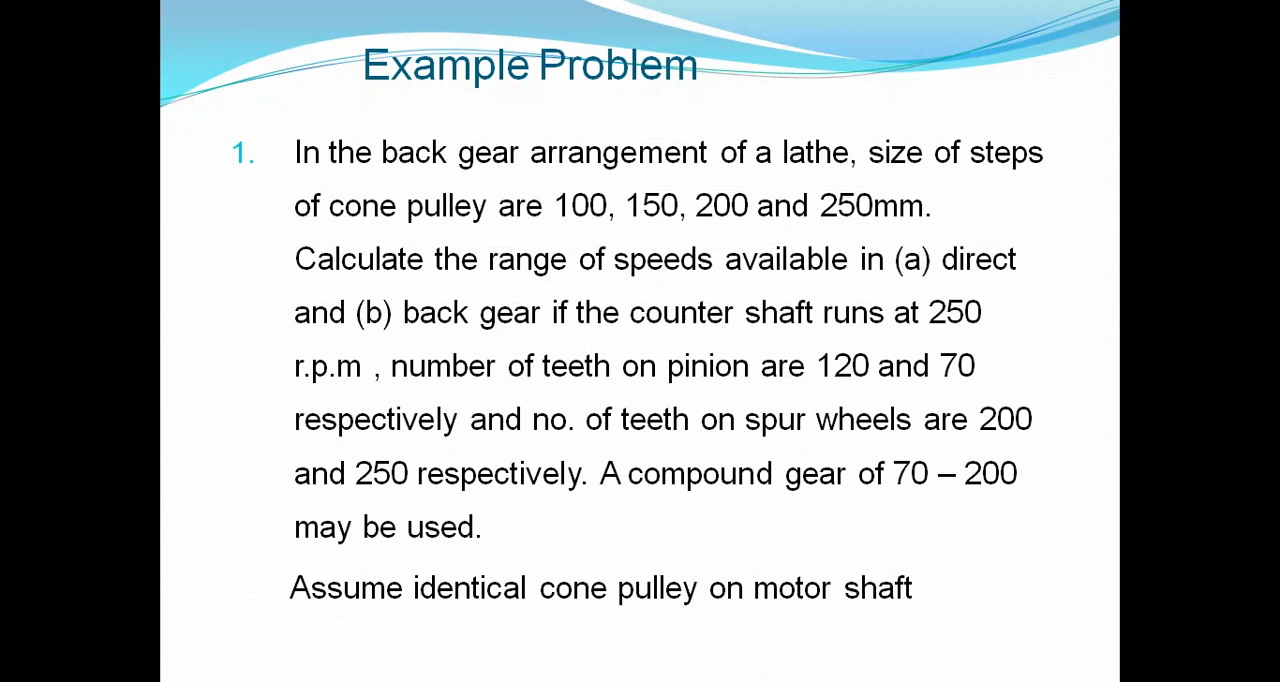 Example Problem
1. In the back gear arrangement of a lathe, size of steps
of cone pulley are 100, 150, 200 and 250mm.
Calculate the range of speeds available in (a) direct
and (b) back gear if the counter shaft runs at 250
r.p.m , number of teeth on pinion are 120 and 70
respectively and no. of teeth on spur wheels are 200
and 250 respectively. A compound gear of 70 – 200
may be used.
Assume identical cone pulley on motor shaft